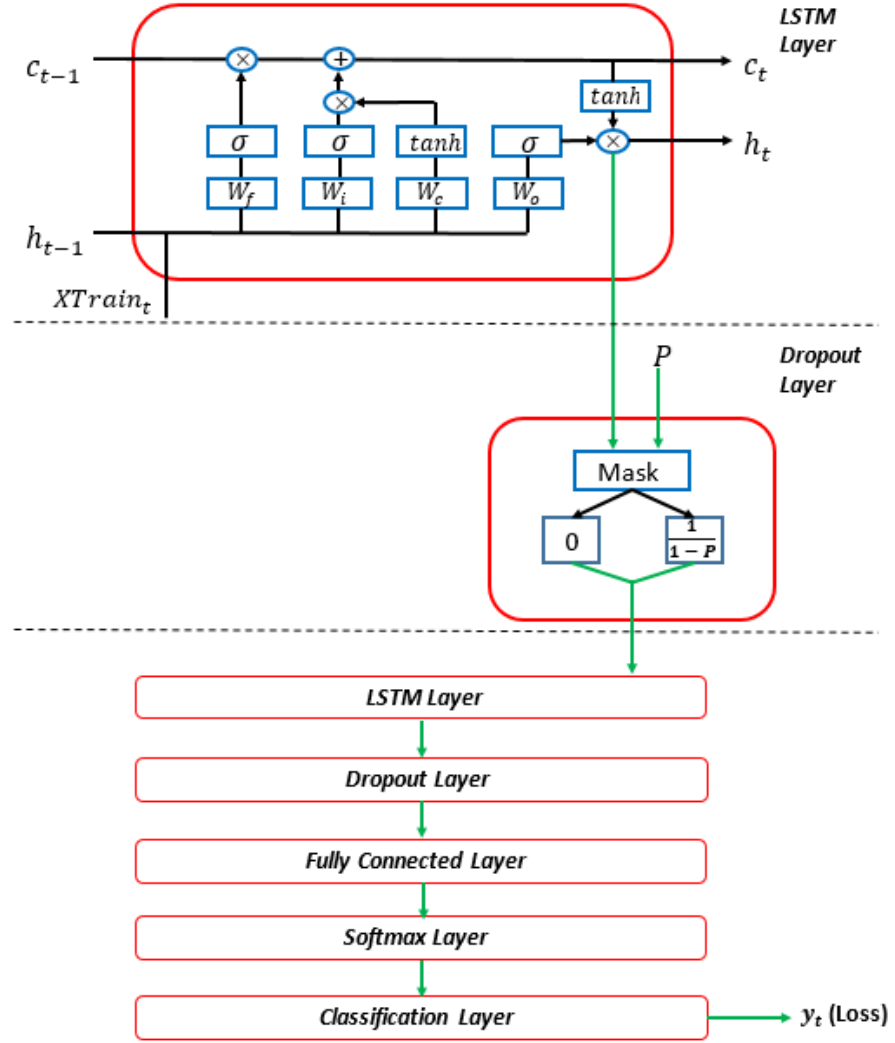 LSTM
Layer
c_{t-1} × + c_t
tanh
×
σ σ tanh σ × h_t
W_f W_i W_c W_o
h_{t-1}
XTrain_t
P Dropout
Layer
Mask
0 1/(1 − P)
LSTM Layer
Dropout Layer
Fully Connected Layer
Softmax Layer
Classification Layer y_t (Loss)